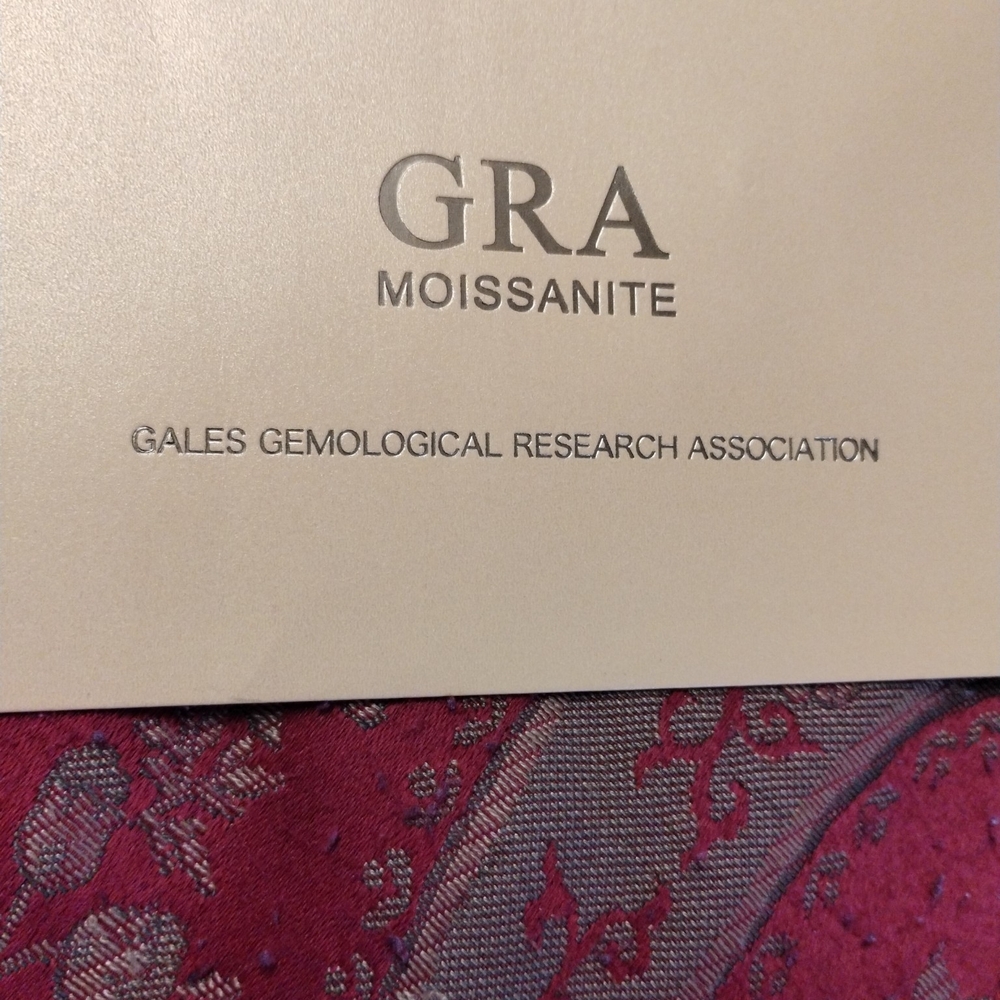 GRA
MOISSANITE
GALES GEMOLOGICAL RESEARCH ASSOCIATION